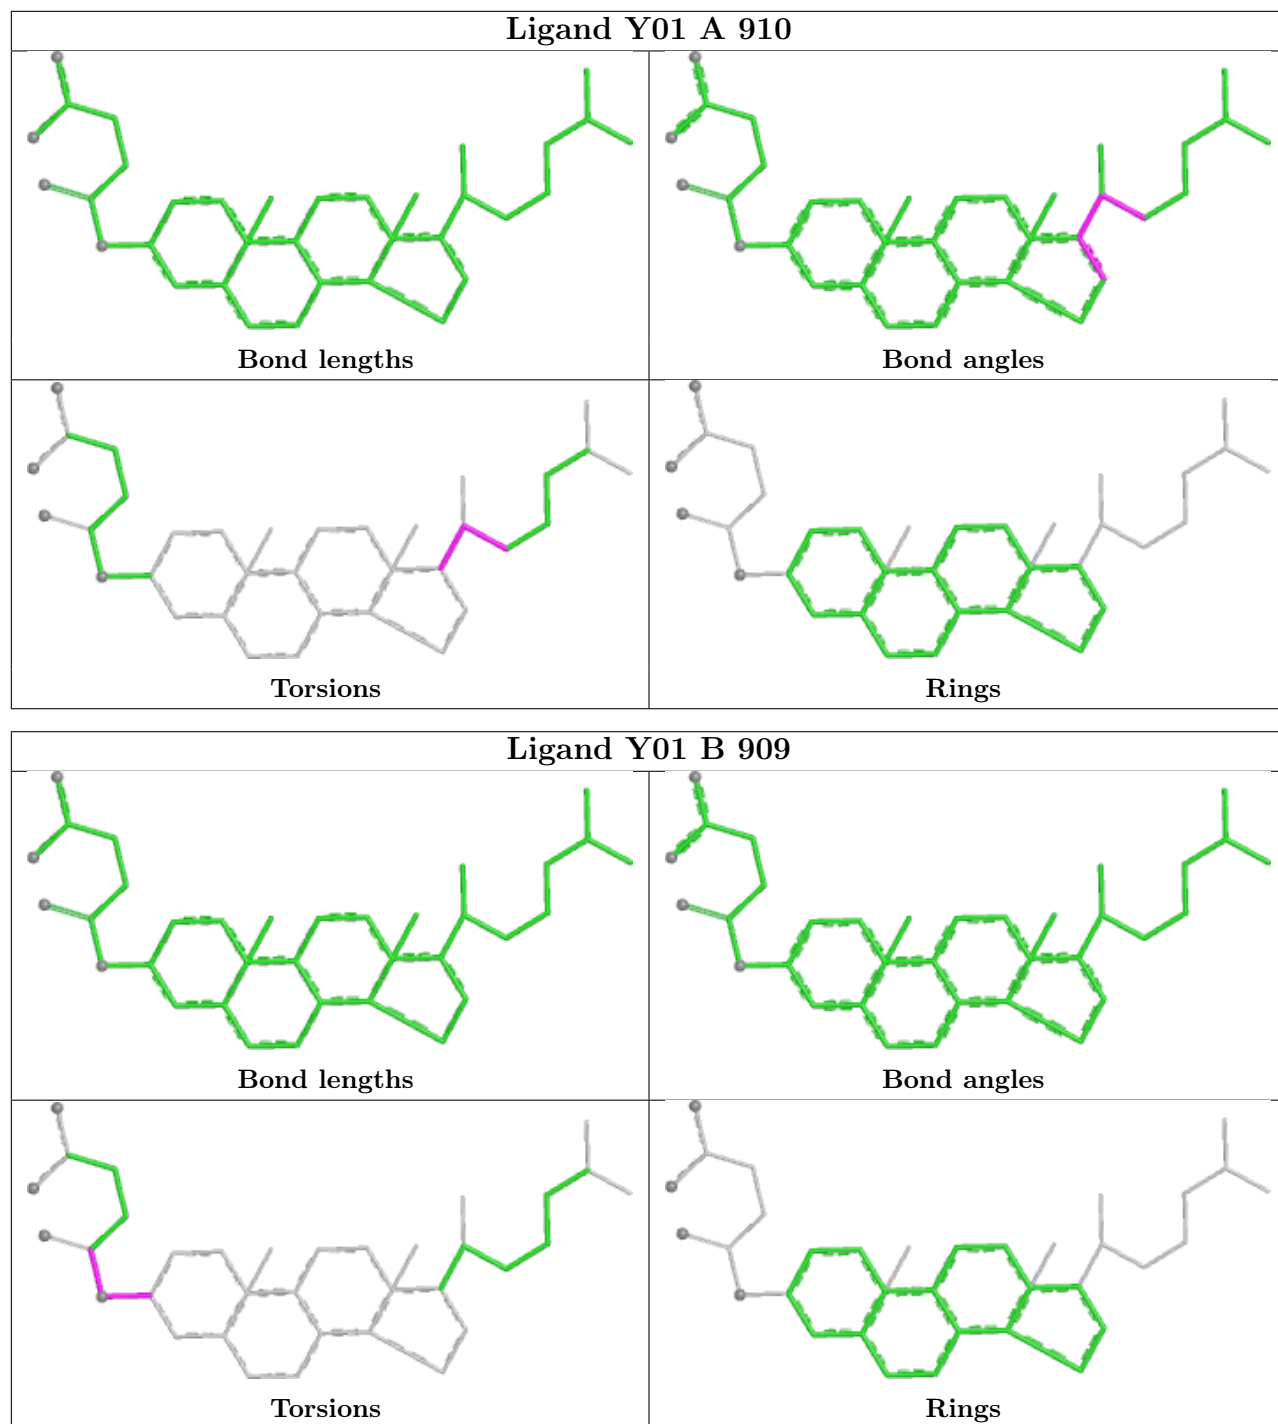 Ligand Y01 A 910
Bond lengths
Bond angles
Torsions
Rings
Ligand Y01 B 909
Bond lengths
Bond angles
Torsions
Rings